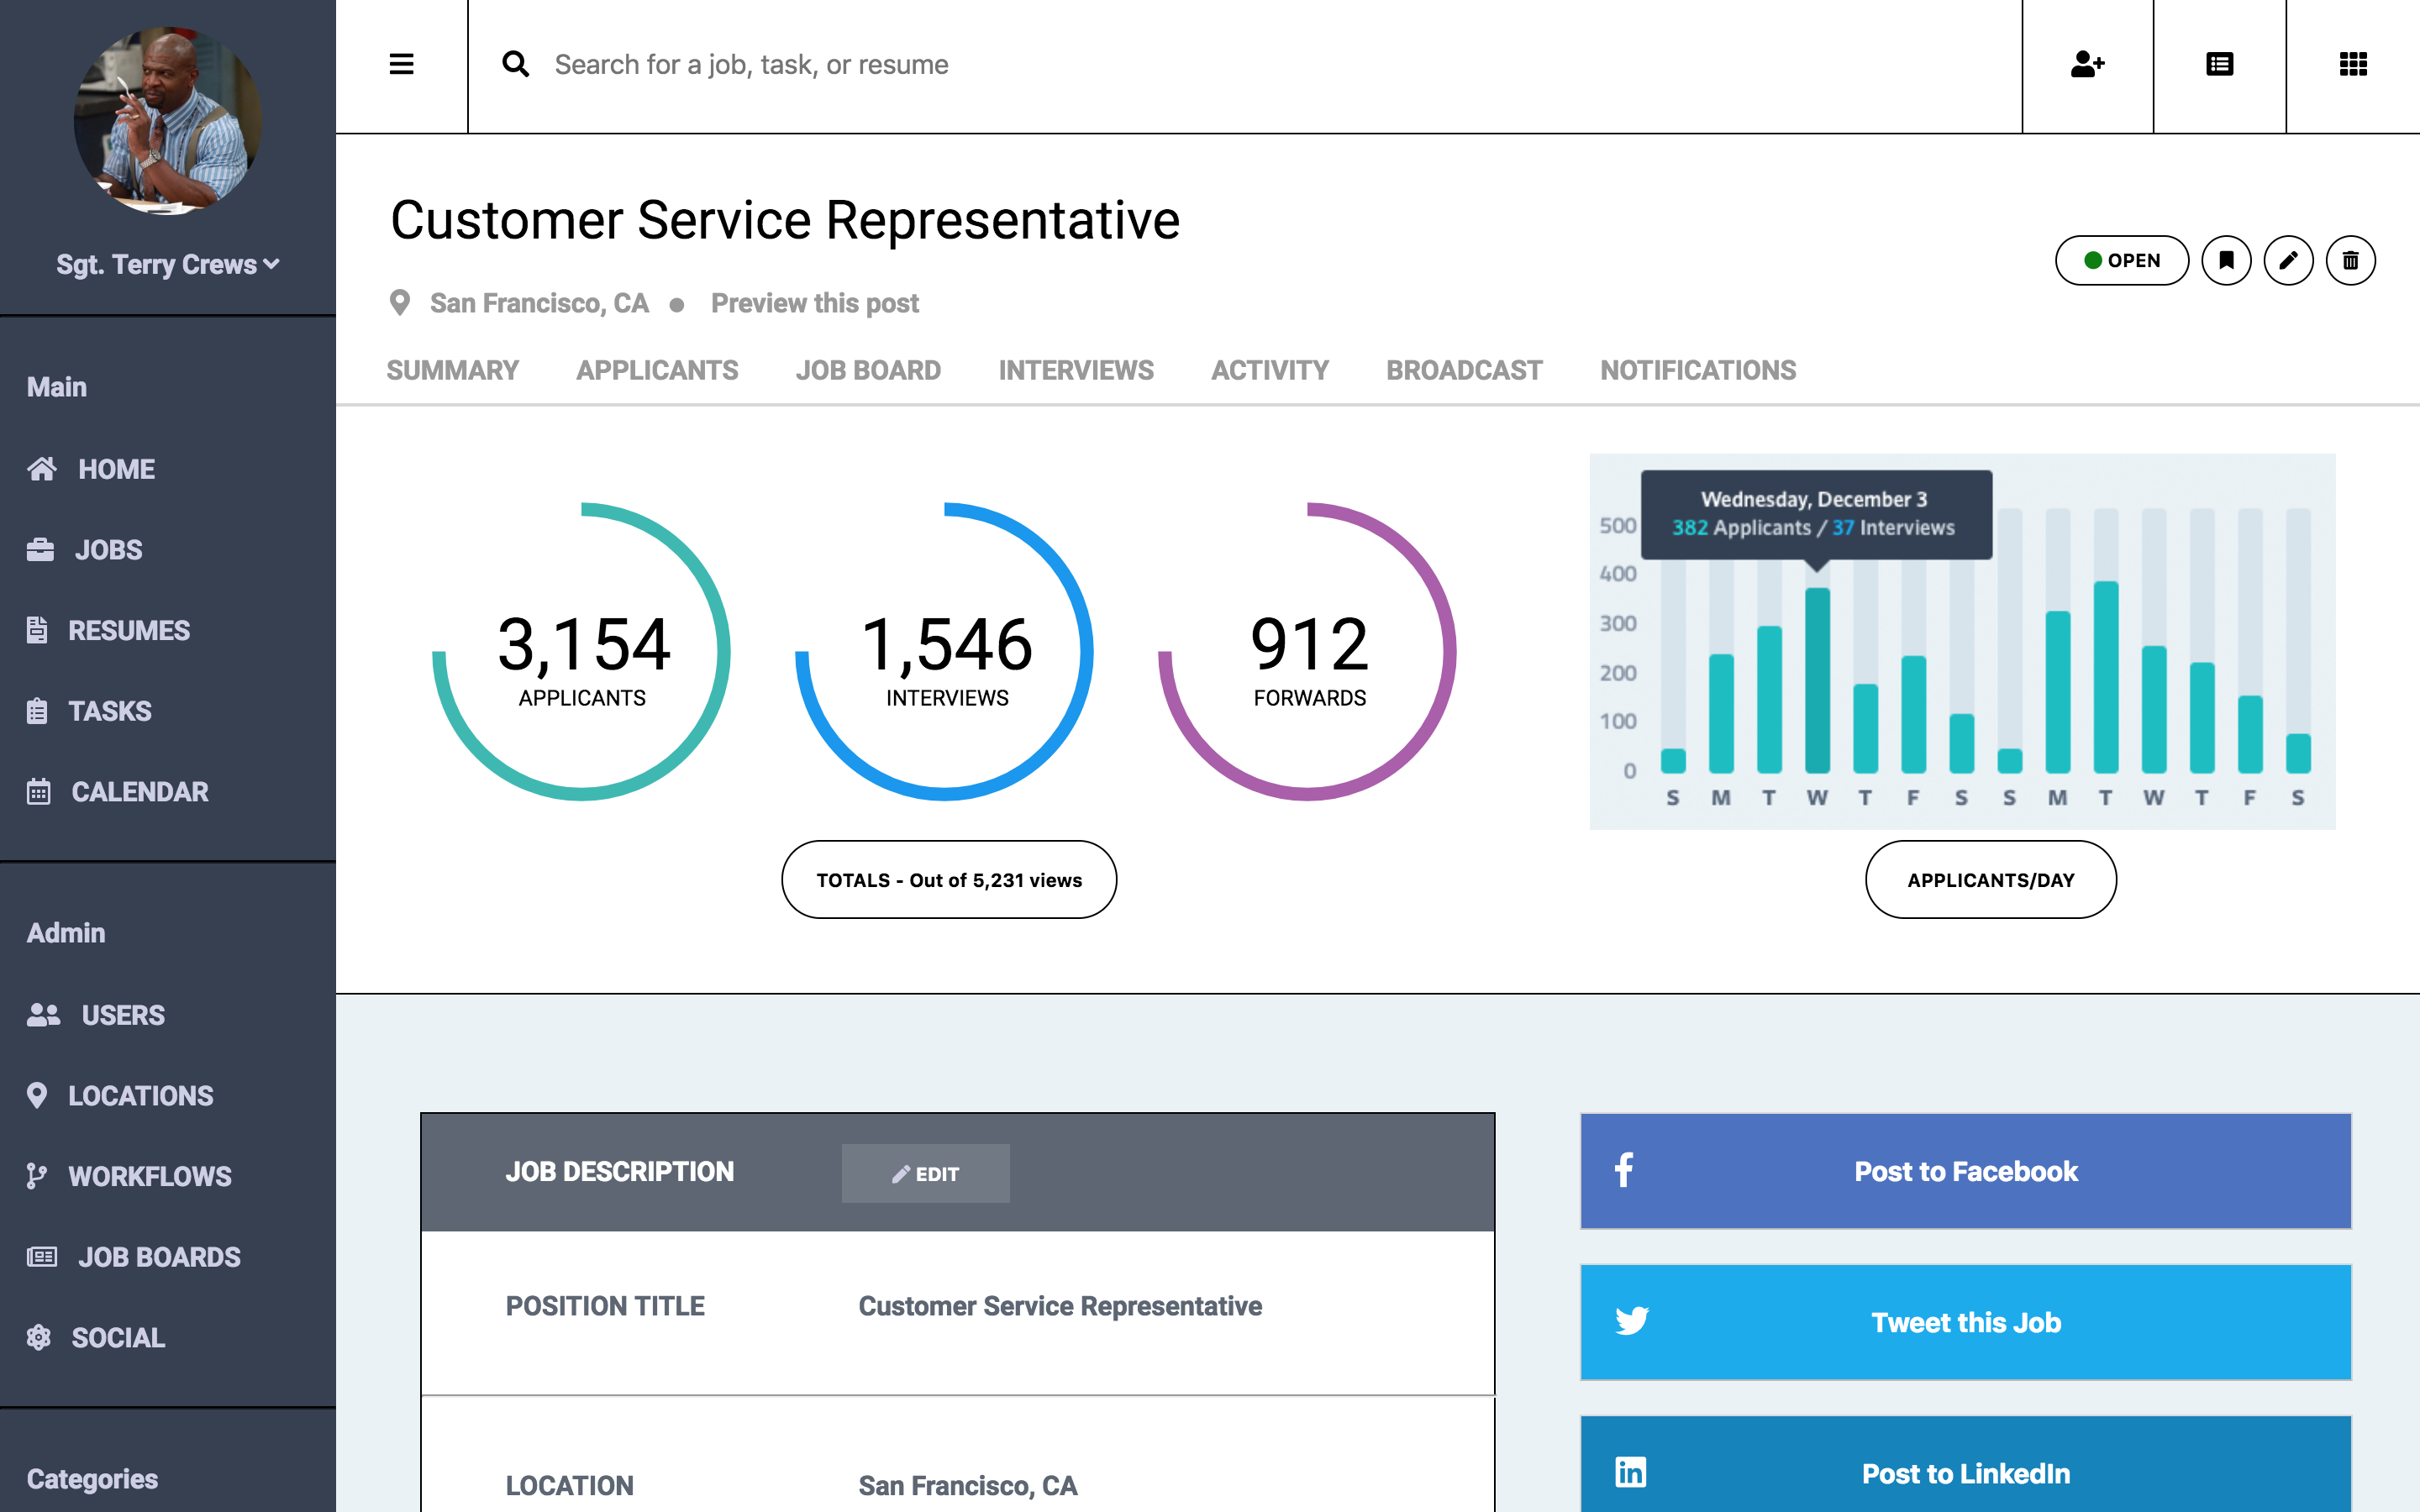 Sgt. Terry Crews
Main
HOME
JOBS
RESUMES
TASKS
CALENDAR
Admin
USERS
LOCATIONS
WORKFLOWS
JOB BOARDS
SOCIAL
Categories
Search for a job, task, or resume
Customer Service Representative
OPEN
San Francisco, CA
Preview this post
SUMMARY APPLICANTS JOB BOARD INTERVIEWS ACTIVITY BROADCAST NOTIFICATIONS
3,154
APPLICANTS
1,546
INTERVIEWS
912
FORWARDS
TOTALS - Out of 5,231 views
Wednesday, December 3
382 Applicants / 37 Interviews
500
400
300
200
100
0
S M T W T F S S M T W T F S
APPLICANTS/DAY
JOB DESCRIPTION EDIT
POSITION TITLE Customer Service Representative
LOCATION San Francisco, CA
Post to Facebook
Tweet this Job
Post to LinkedIn